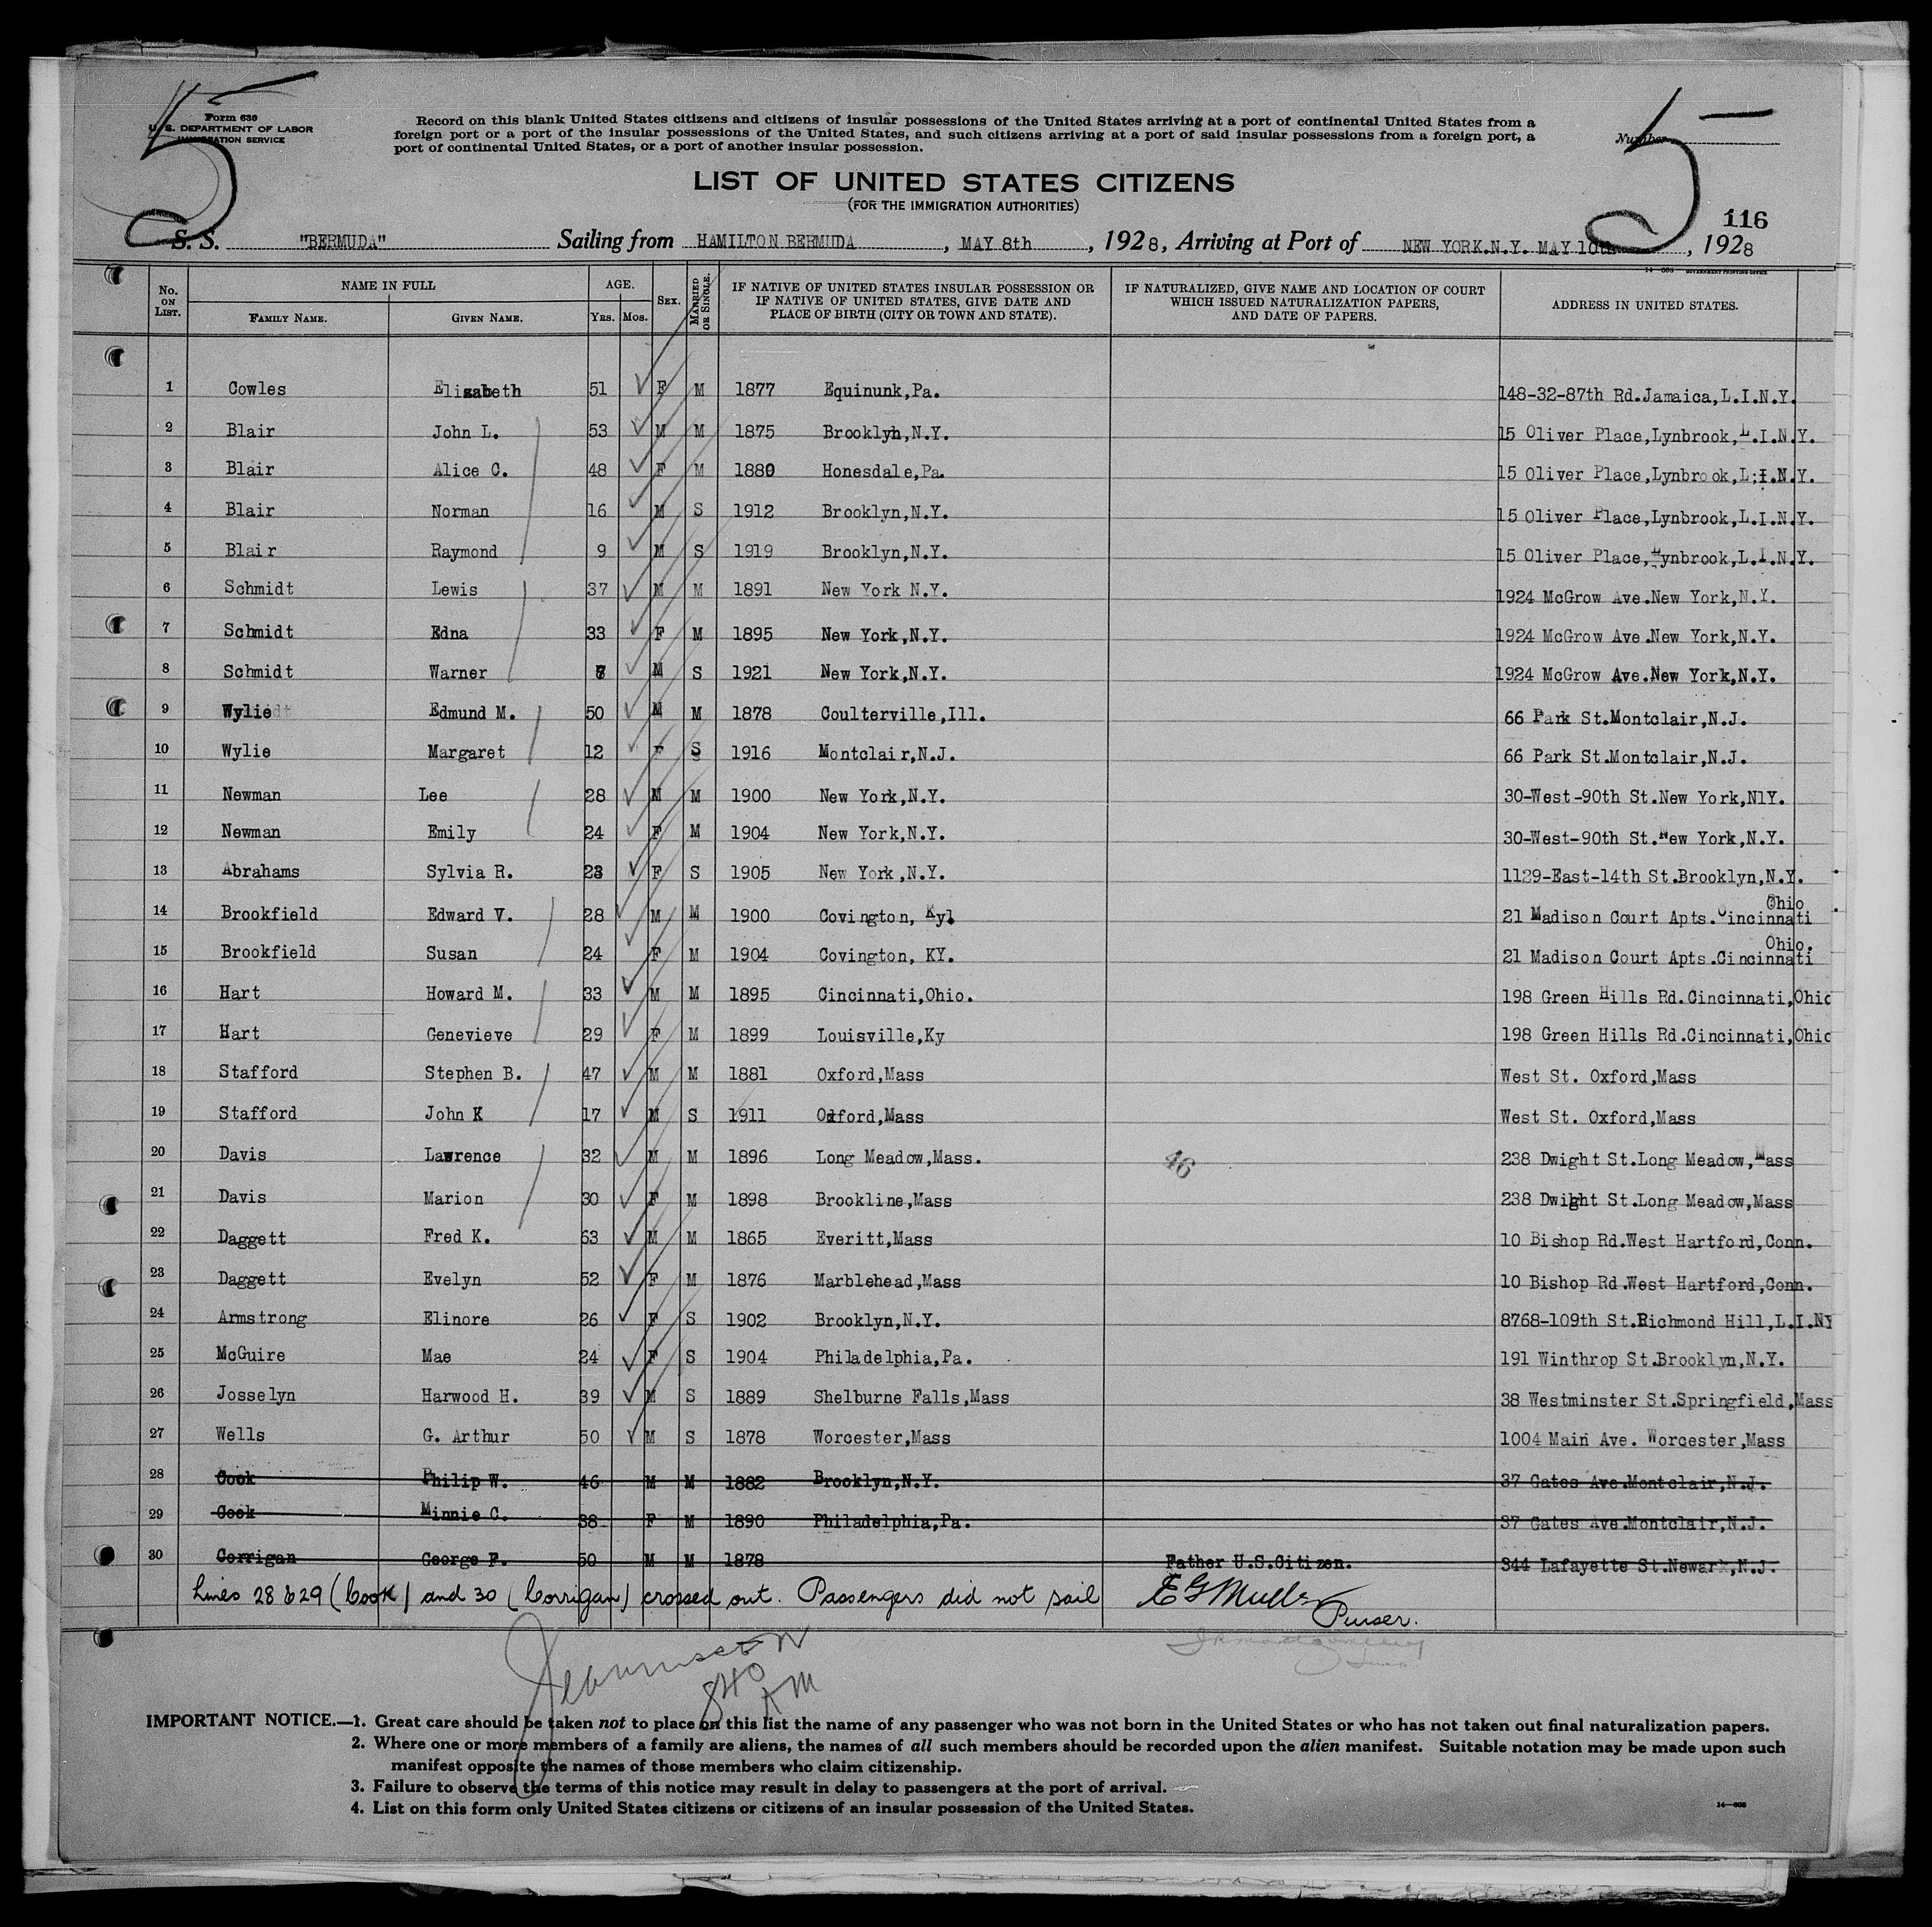 5
5
Form 630
U. S. DEPARTMENT OF LABOR
IMMIGRATION SERVICE
Record on this blank United States citizens and citizens of insular possessions of the United States arriving at a port of continental United States from a
foreign port or a port of the insular possessions of the United States, and such citizens arriving at a port of said insular possessions from a foreign port, a
port of continental United States, or a port of another insular possession.
Number
LIST OF UNITED STATES CITIZENS
(FOR THE IMMIGRATION AUTHORITIES)
116
S. S. "BERMUDA" Sailing from HAMILTON BERMUDA, MAY 8th, 1928, Arriving at Port of NEW YORK.N.Y. MAY 10th, 1928
14—608 GOVERNMENT PRINTING OFFICE
No. ON LIST. NAME IN FULL AGE. SEX. MARRIED OR SINGLE. IF NATIVE OF UNITED STATES INSULAR POSSESSION OR IF NATIVE OF UNITED STATES, GIVE DATE AND PLACE OF BIRTH (CITY OR TOWN AND STATE). IF NATURALIZED, GIVE NAME AND LOCATION OF COURT WHICH ISSUED NATURALIZATION PAPERS, AND DATE OF PAPERS. ADDRESS IN UNITED STATES.
FAMILY NAME. GIVEN NAME. YRS. MOS.
1 Cowles Elizabeth 51 F M 1877 Equinunk,Pa. 148-32-87th Rd.Jamaica,L.I.N.Y.
2 Blair John L. 53 M M 1875 Brooklyn,N.Y. 15 Oliver Place,Lynbrook,L.I.N.Y.
3 Blair Alice C. 48 F M 1880 Honesdale,Pa. 15 Oliver Place,Lynbrook,L;I.N.Y.
4 Blair Norman 16 M S 1912 Brooklyn,N.Y. 15 Oliver Place,Lynbrook,L.I.N.Y.
5 Blair Raymond 9 M S 1919 Brooklyn,N.Y. 15 Oliver Place,Lynbrook,L.I.N.Y.
6 Schmidt Lewis 37 M M 1891 New York N.Y. 1924 McGrow Ave.New York,N.Y.
7 Schmidt Edna 33 F M 1895 New York,N.Y. 1924 McGrow Ave.New York,N.Y.
8 Schmidt Warner M S 1921 New York,N.Y. 1924 McGrow Ave.New York,N.Y.
9 Wylie Edmund M. 50 M M 1878 Coulterville,Ill. 66 Park St.Montclair,N.J.
10 Wylie Margaret 12 F S 1916 Montclair,N.J. 66 Park St.Montclair,N.J.
11 Newman Lee 28 M M 1900 New York,N.Y. 30-West-90th St.New York,NlY.
12 Newman Emily 24 F M 1904 New York,N.Y. 30-West-90th St.New York,N.Y.
13 Abrahams Sylvia R. 23 F S 1905 New York,N.Y. 1129-East-14th St.Brooklyn,N.Y.
14 Brookfield Edward V. 28 M M 1900 Covington, Ky. 21 Madison Court Apts.Cincinnati Ohio
15 Brookfield Susan 24 F M 1904 Covington, KY. 21 Madison Court Apts.Cincinnati Ohio.
16 Hart Howard M. 33 M M 1895 Cincinnati,Ohio. 198 Green Hills Rd.Cincinnati,Ohio
17 Hart Genevieve 29 F M 1899 Louisville,Ky 198 Green Hills Rd.Cincinnati,Ohio
18 Stafford Stephen B. 47 M M 1881 Oxford,Mass West St. Oxford,Mass
19 Stafford John K 17 M S 1911 Oxford,Mass West St. Oxford,Mass
20 Davis Lawrence 32 M M 1896 Long Meadow,Mass. 46 238 Dwight St.Long Meadow,Mass
21 Davis Marion 30 F M 1898 Brookline,Mass 238 Dwight St.Long Meadow,Mass
22 Daggett Fred K. 63 M M 1865 Everitt,Mass 10 Bishop Rd.West Hartford,Conn.
23 Daggett Evelyn 52 F M 1876 Marblehead,Mass 10 Bishop Rd.West Hartford,Conn.
24 Armstrong Elinore 26 F S 1902 Brooklyn,N.Y. 8768-109th St.Richmond Hill,L.I.NY
25 McGuire Mae 24 F S 1904 Philadelphia,Pa. 191 Winthrop St.Brooklyn,N.Y.
26 Josselyn Harwood H. 39 M S 1889 Shelburne Falls,Mass 38 Westminster St.Springfield,Mass
27 Wells G. Arthur 50 M S 1878 Worcester,Mass 1004 Main Ave. Worcester,Mass
28 Cook Philip W. 46 M M 1882 Brooklyn,N.Y. 37 Gates Ave.Montclair,N.J.
29 Cook Minnie C. 38 F M 1890 Philadelphia,Pa. 37 Gates Ave.Montclair,N.J.
30 Corrigan George F. 50 M M 1878 Father U.S.Citizen. 344 Lafayette St.Newark,N.J.
Lines 28 & 29 (Cook) and 30 (Corrigan) crossed out. Passengers did not sail E G Muller
Purser.
840
AM
IMPORTANT NOTICE.—1. Great care should be taken not to place on this list the name of any passenger who was not born in the United States or who has not taken out final naturalization papers.
2. Where one or more members of a family are aliens, the names of all such members should be recorded upon the alien manifest. Suitable notation may be made upon such
manifest opposite the names of those members who claim citizenship.
3. Failure to observe the terms of this notice may result in delay to passengers at the port of arrival.
4. List on this form only United States citizens or citizens of an insular possession of the United States.
14—608